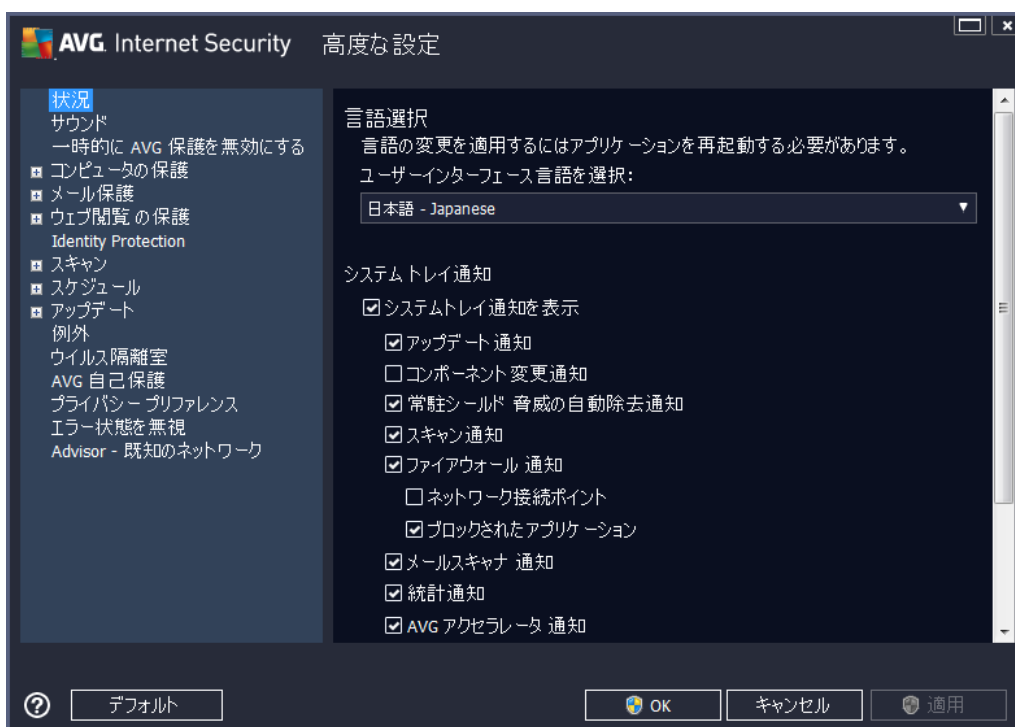 AVG. Internet Security 高度な設定
状況
サウンド
一時的に AVG 保護を無効にする
コンピュータの保護
メール保護
ウェブ閲覧 の保護
Identity Protection
スキャン
スケジュール
アップデート
例外
ウイルス隔離室
AVG 自己保護
プライバシー プリファレンス
エラー状態を無視
Advisor - 既知のネットワーク
言語選択
言語の変更を適用するにはアプリケーションを再起動する必要があります。
ユーザーインターフェース言語を選択:
日本語 - Japanese
システムトレイ通知
システムトレイ通知を表示
アップデート通知
コンポーネント変更通知
常駐シールド 脅威の自動除去通知
スキャン通知
ファイアウォール 通知
ネットワーク接続ポイント
ブロックされたアプリケーション
メールスキャナ 通知
統計通知
AVG アクセラレータ 通知
デフォルト
OK
キャンセル
適用